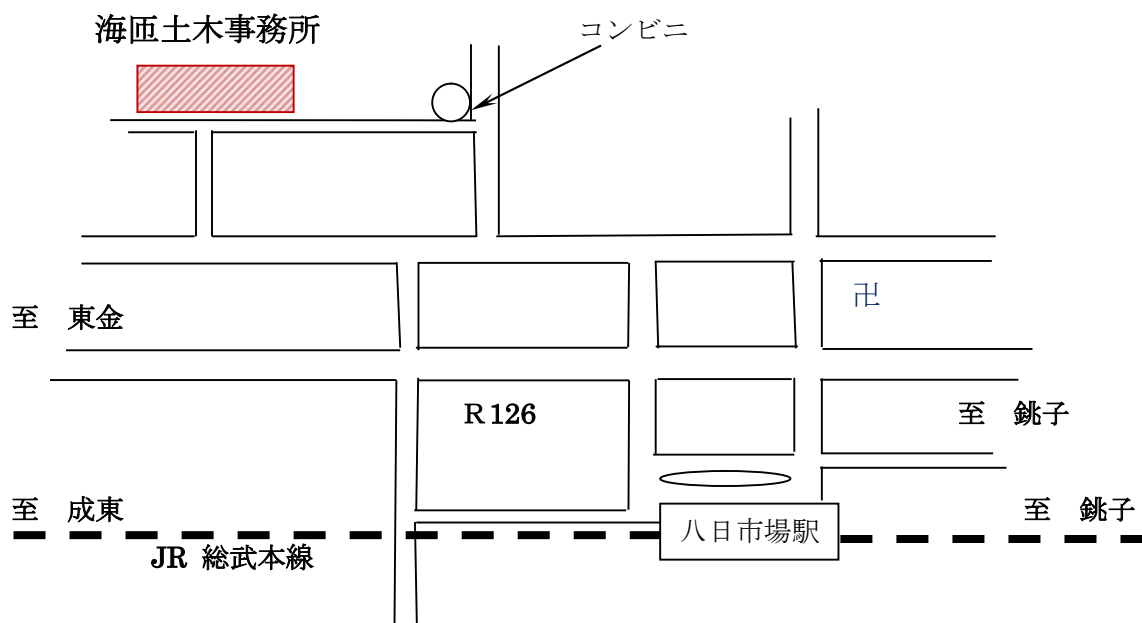 海匝土木事務所
コンビニ
卍
至 東金
R 126
至 銚子
至 成東
至 銚子
八日市場駅
JR 総武本線